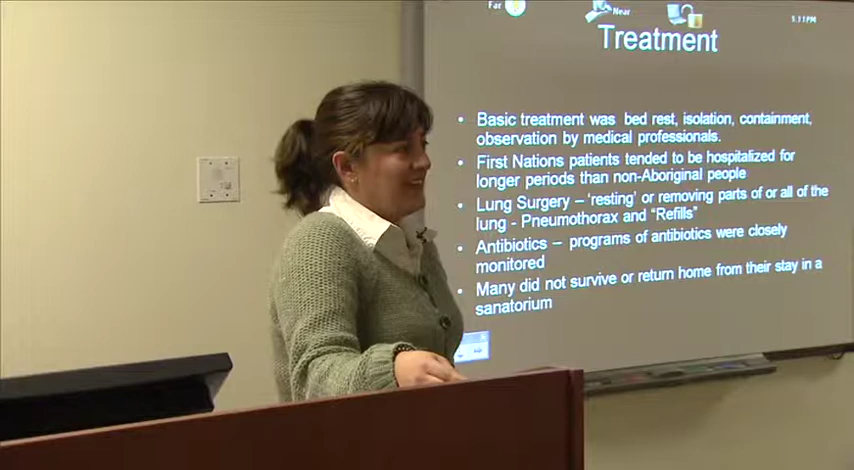 Far
Near
5:11PM
Treatment
• Basic treatment was bed rest, isolation, containment,
observation by medical professionals.
• First Nations patients tended to be hospitalized for
longer periods than non-Aboriginal people
• Lung Surgery – 'resting' or removing parts of or all of the
lung - Pneumothorax and "Refills"
• Antibiotics – programs of antibiotics were closely
monitored
• Many did not survive or return home from their stay in a
sanatorium